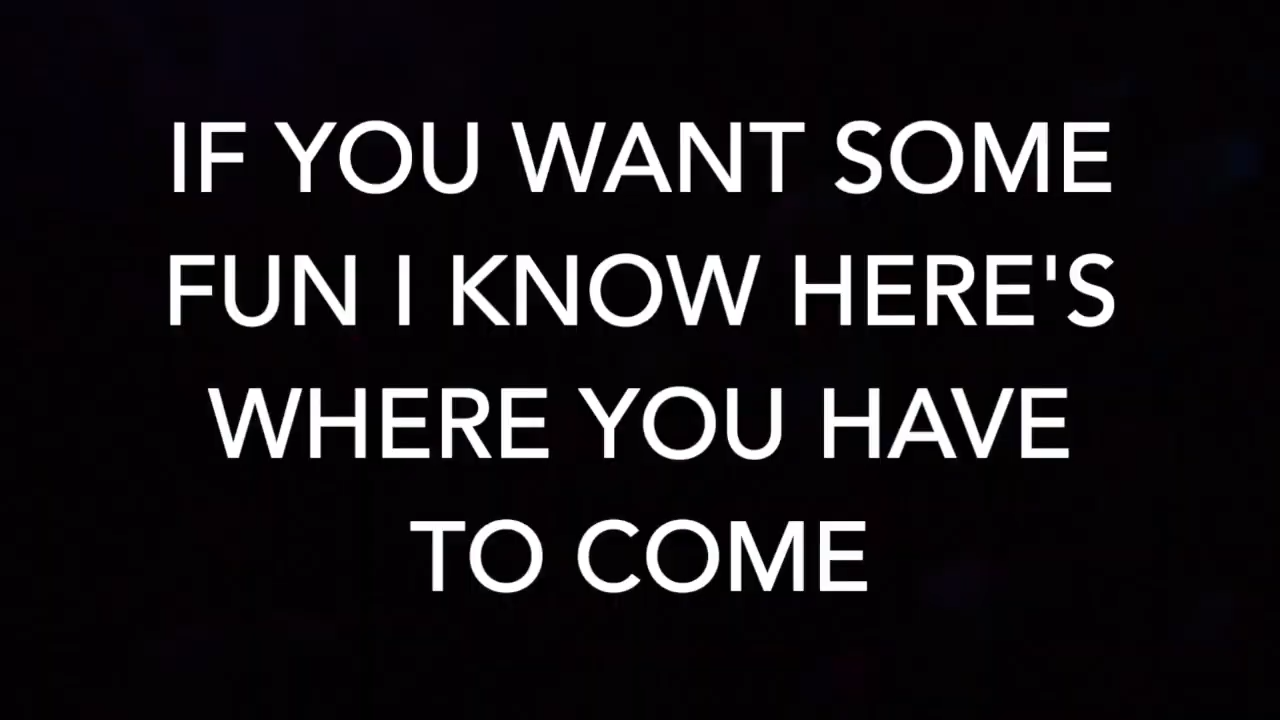 IF YOU WANT SOME
FUN I KNOW HERE'S
WHERE YOU HAVE
TO COME